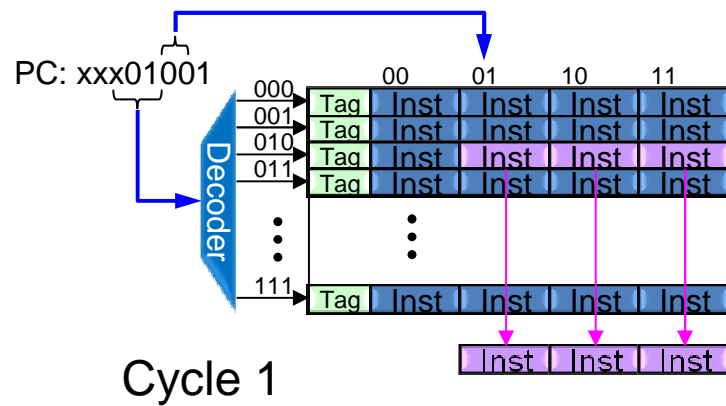 00 01 10 11
PC: xxx01001
000 Tag Inst Inst Inst Inst
001 Tag Inst Inst Inst Inst
010 Tag Inst Inst Inst Inst
011 Tag Inst Inst Inst Inst
Decoder
111 Tag Inst Inst Inst Inst
Inst Inst Inst
Cycle 1